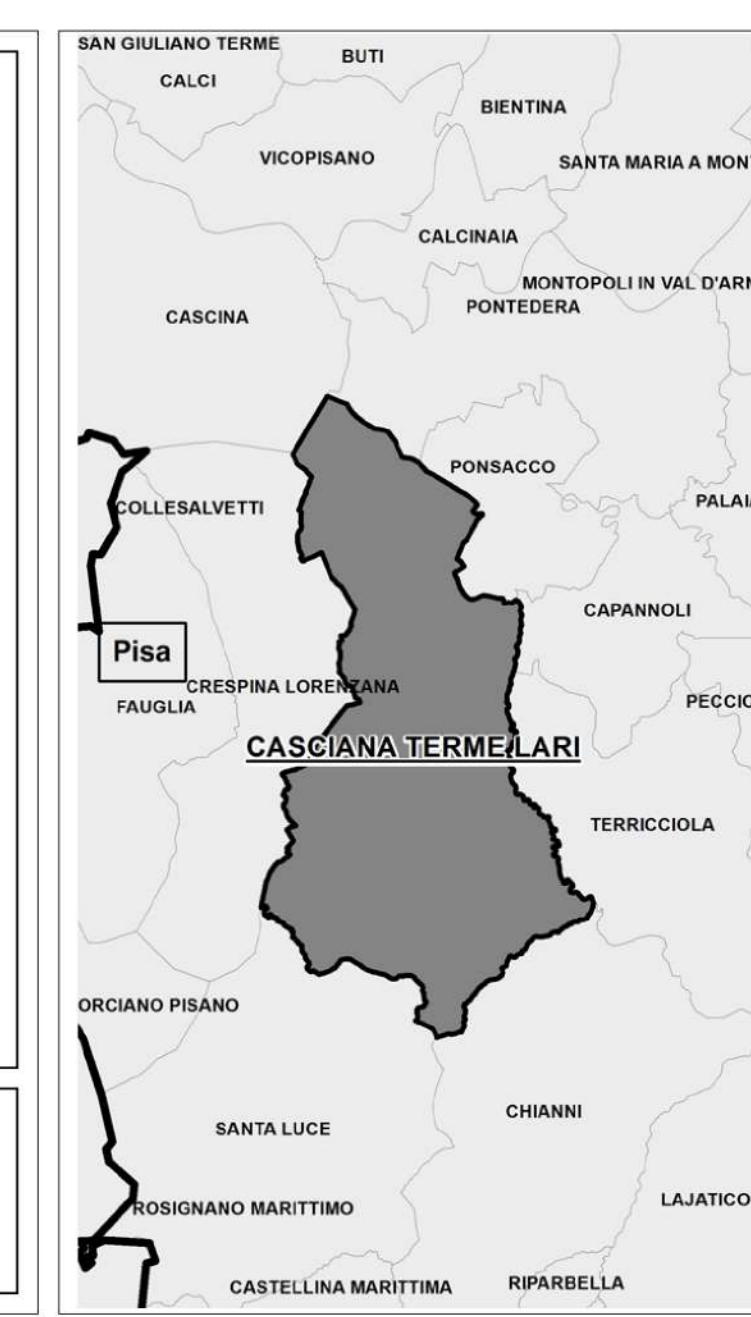 SAN GIULIANO TERME
BUTI
CALCI
BIENTINA
VICOPISANO
SANTA MARIA A MON
CALCINAIA
MONTOPOLI IN VAL D'ARN
PONTEDERA
CASCINA
PONSACCO
PALAI
COLLESALVETTI
CAPANNOLI
Pisa
CRESPINA LORENZANA
PECCIO
FAUGLIA
CASCIANA TERME LARI
TERRICCIOLA
ORCIANO PISANO
CHIANNI
SANTA LUCE
LAJATICO
ROSIGNANO MARITTIMO
RIPARBELLA
CASTELLINA MARITTIMA